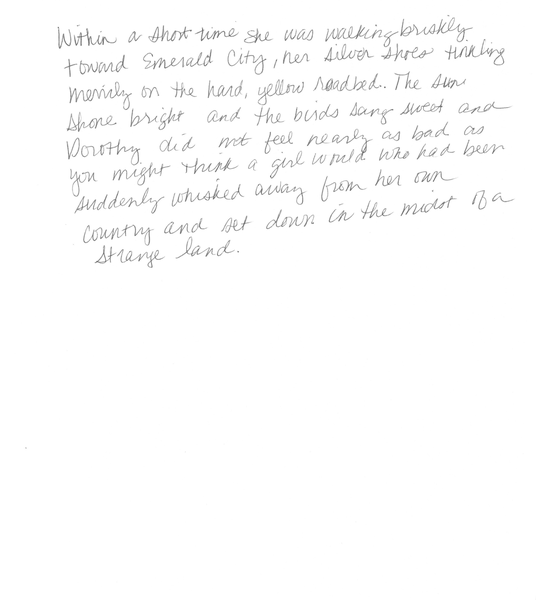 Within a short time she was walking briskly
toward Emerald City, her silver shoes tinkling
merrily on the hard, yellow roadbed. The sun
shone bright and the birds sang sweet and
Dorothy did not feel nearly as bad as
you might think a girl would who had been
suddenly whisked away from her own
country and set down in the midst of a
strange land.